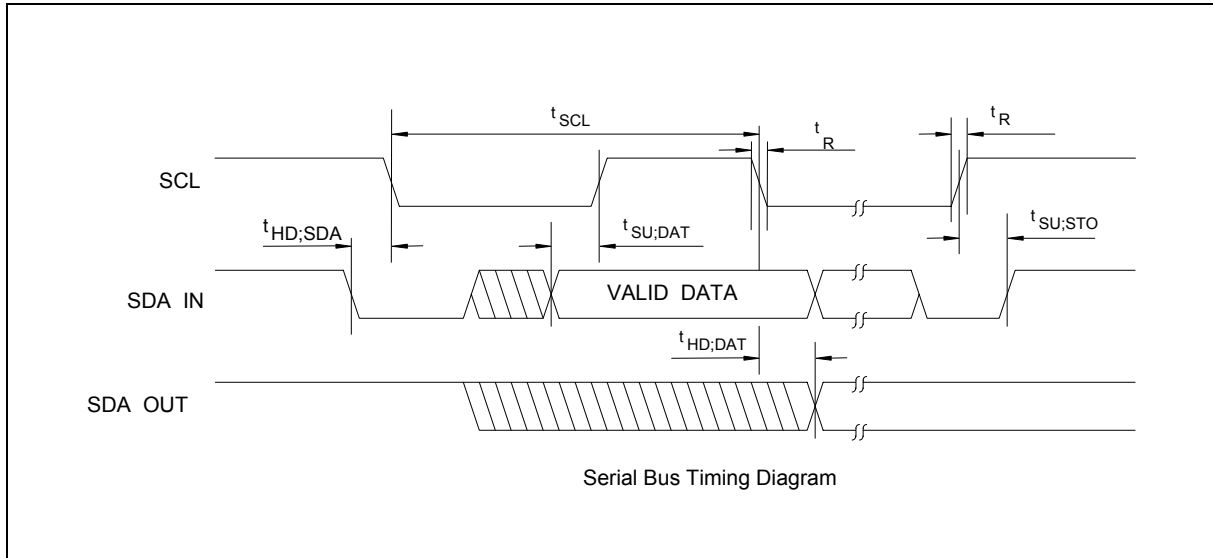 tSCL
tR
tR
SCL
tHD;SDA
tSU;DAT
tSU;STO
SDA IN
VALID DATA
tHD;DAT
SDA OUT
Serial Bus Timing Diagram